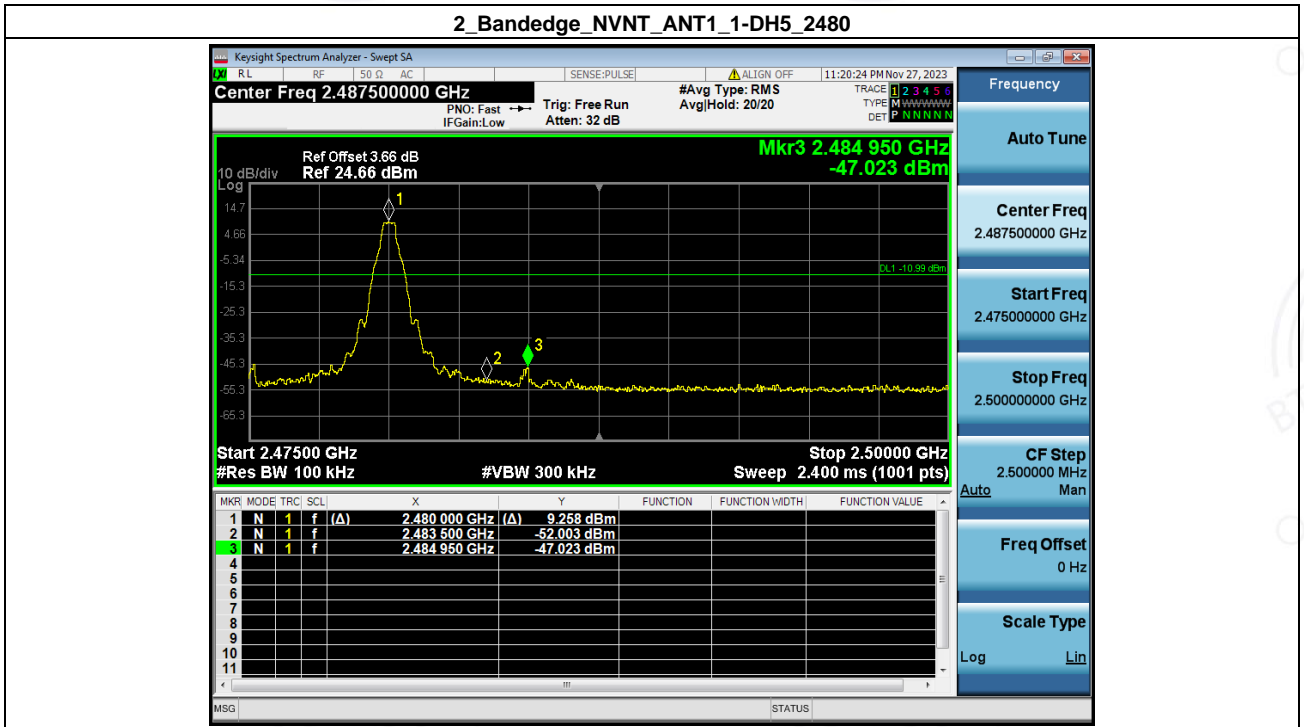 2_Bandedge_NVNT_ANT1_1-DH5_2480
Keysight Spectrum Analyzer - Swept SA
LXI RL RF 50 Ω AC SENSE:PULSE ALIGN OFF 11:20:24 PM Nov 27, 2023
Center Freq 2.487500000 GHz
PNO: Fast
IFGain:Low
Trig: Free Run
Atten: 32 dB
#Avg Type: RMS
Avg|Hold: 20/20
TRACE 1 2 3 4 5 6
TYPE M WWWWW
DET P N N N N N
Mkr3 2.484 950 GHz
-47.023 dBm
Ref Offset 3.66 dB
10 dB/div Ref 24.66 dBm
Log
14.7
4.66
-5.34
-15.3
-25.3
-35.3
-45.3
-55.3
-65.3
1
2
3
DL1 -10.99 dBm
Start 2.47500 GHz Stop 2.50000 GHz
#Res BW 100 kHz #VBW 300 kHz Sweep 2.400 ms (1001 pts)
MKR MODE TRC SCL X Y FUNCTION FUNCTION WIDTH FUNCTION VALUE
1 N 1 f (Δ) 2.480 000 GHz (Δ) 9.258 dBm
2 N 1 f 2.483 500 GHz -52.003 dBm
3 N 1 f 2.484 950 GHz -47.023 dBm
4
5
6
7
8
9
10
11
MSG STATUS
Frequency
Auto Tune
Center Freq
2.487500000 GHz
Start Freq
2.475000000 GHz
Stop Freq
2.500000000 GHz
CF Step
2.500000 MHz
Auto Man
Freq Offset
0 Hz
Scale Type
Log Lin